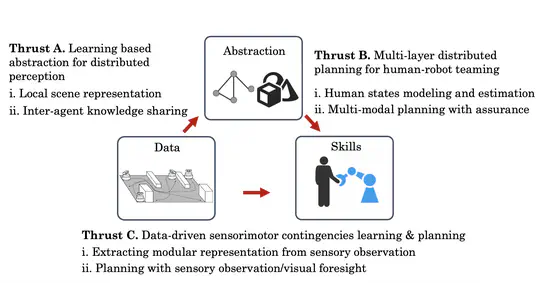 Thrust A. Learning based
abstraction for distributed
perception
i. Local scene representation
ii. Inter-agent knowledge sharing
Abstraction
Thrust B. Multi-layer distributed
planning for human-robot teaming
i. Human states modeling and estimation
ii. Multi-modal planning with assurance
Data
Skills
Thrust C. Data-driven sensorimotor contingencies learning & planning
i. Extracting modular representation from sensory observation
ii. Planning with sensory observation/visual foresight